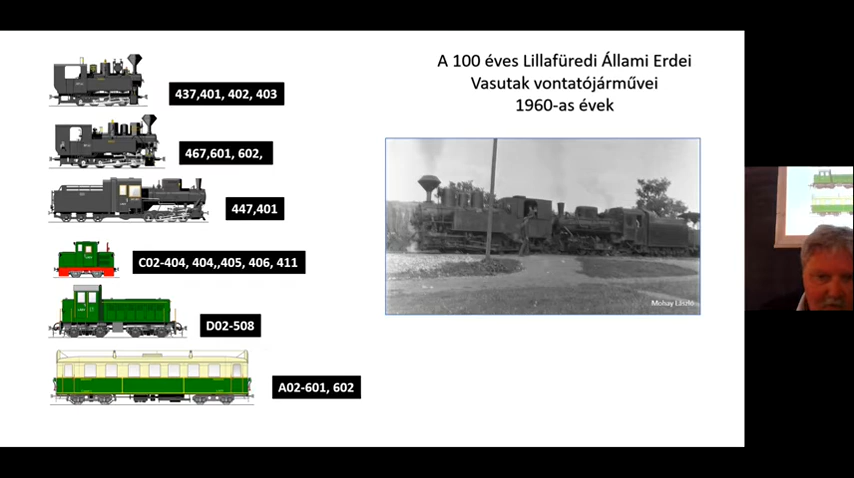 A 100 éves Lillafüredi Állami Erdei
Vasutak vontatójárművei
1960-as évek
437,401, 402, 403
467,601, 602,
447,401
C02-404, 404,,405, 406, 411
D02-508
A02-601, 602
Molnay László